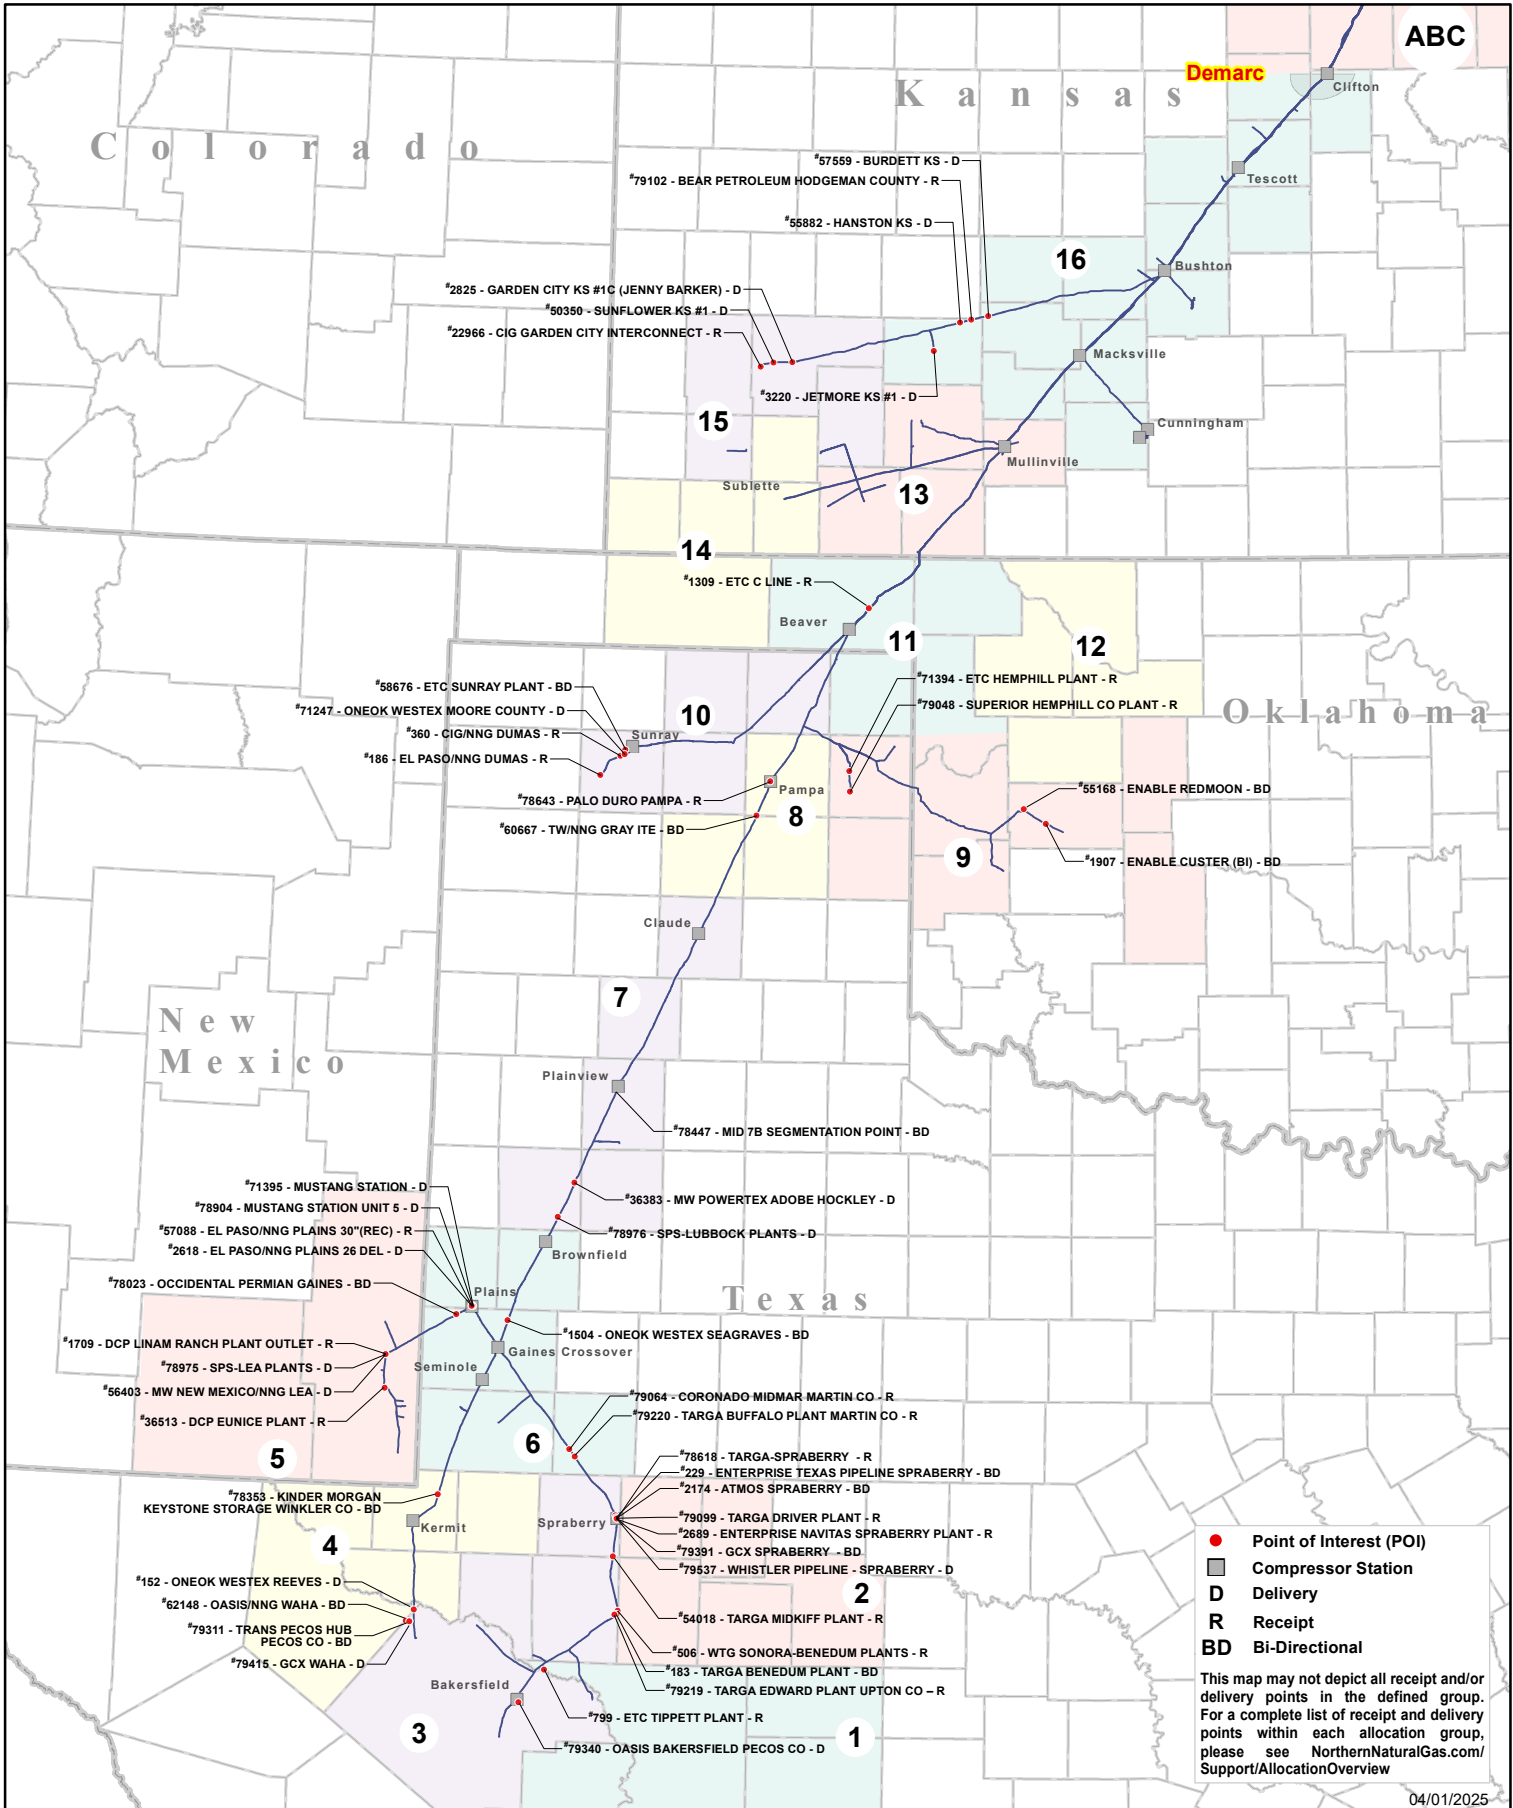 ABC
Demarc
Clifton
Kansas
Colorado
#57559 - BURDETT KS - D
Tescott
#79102 - BEAR PETROLEUM HODGEMAN COUNTY - R
#55882 - HANSTON KS - D
16
Bushton
#2825 - GARDEN CITY KS #1C (JENNY BARKER) - D
#50350 - SUNFLOWER KS #1 - D
#22966 - CIG GARDEN CITY INTERCONNECT - R
Macksville
#3220 - JETMORE KS #1 - D
15
Cunningham
Mullinville
Sublette
13
14
#1309 - ETC C LINE - R
Beaver
11
12
#58676 - ETC SUNRAY PLANT - BD
#71394 - ETC HEMPHILL PLANT - R
#71247 - ONEOK WESTEX MOORE COUNTY - D
#79048 - SUPERIOR HEMPHILL CO PLANT - R
10
Oklahoma
#360 - CIG/NNG DUMAS - R
Sunray
#186 - EL PASO/NNG DUMAS - R
#78643 - PALO DURO PAMPA - R
Pampa
#55168 - ENABLE REDMOON - BD
8
#60667 - TW/NNG GRAY ITE - BD
9
#1907 - ENABLE CUSTER (BI) - BD
Claude
7
New
Mexico
Plainview
#78447 - MID 7B SEGMENTATION POINT - BD
#71395 - MUSTANG STATION - D
#36383 - MW POWERTEX ADOBE HOCKLEY - D
#78904 - MUSTANG STATION UNIT 5 - D
#57088 - EL PASO/NNG PLAINS 30"(REC) - R
#78976 - SPS-LUBBOCK PLANTS - D
#2618 - EL PASO/NNG PLAINS 26 DEL - D
Brownfield
#78023 - OCCIDENTAL PERMIAN GAINES - BD
Plains
Texas
#1504 - ONEOK WESTEX SEAGRAVES - BD
#1709 - DCP LINAM RANCH PLANT OUTLET - R
Gaines Crossover
#78975 - SPS-LEA PLANTS - D
Seminole
#56403 - MW NEW MEXICO/NNG LEA - D
#79064 - CORONADO MIDMAR MARTIN CO - R
#36513 - DCP EUNICE PLANT - R
#79220 - TARGA BUFFALO PLANT MARTIN CO - R
6
5
#78618 - TARGA-SPRABERRY - R
#229 - ENTERPRISE TEXAS PIPELINE SPRABERRY - BD
#2174 - ATMOS SPRABERRY - BD
#78353 - KINDER MORGAN
KEYSTONE STORAGE WINKLER CO - BD
#79099 - TARGA DRIVER PLANT - R
Kermit
Spraberry
#2689 - ENTERPRISE NAVITAS SPRABERRY PLANT - R
4
#79391 - GCX SPRABERRY - BD
#79537 - WHISTLER PIPELINE - SPRABERRY - D
#152 - ONEOK WESTEX REEVES - D
2
#62148 - OASIS/NNG WAHA - BD
#54018 - TARGA MIDKIFF PLANT - R
#79311 - TRANS PECOS HUB
PECOS CO - BD
#506 - WTG SONORA-BENEDUM PLANTS - R
#79415 - GCX WAHA - D
#183 - TARGA BENEDUM PLANT - BD
Bakersfield
#79219 - TARGA EDWARD PLANT UPTON CO – R
#799 - ETC TIPPETT PLANT - R
3
1
#79340 - OASIS BAKERSFIELD PECOS CO - D
Point of Interest (POI)
Compressor Station
D Delivery
R Receipt
BD Bi-Directional
This map may not depict all receipt and/or
delivery points in the defined group.
For a complete list of receipt and delivery
points within each allocation group,
please see NorthernNaturalGas.com/
Support/AllocationOverview
04/01/2025